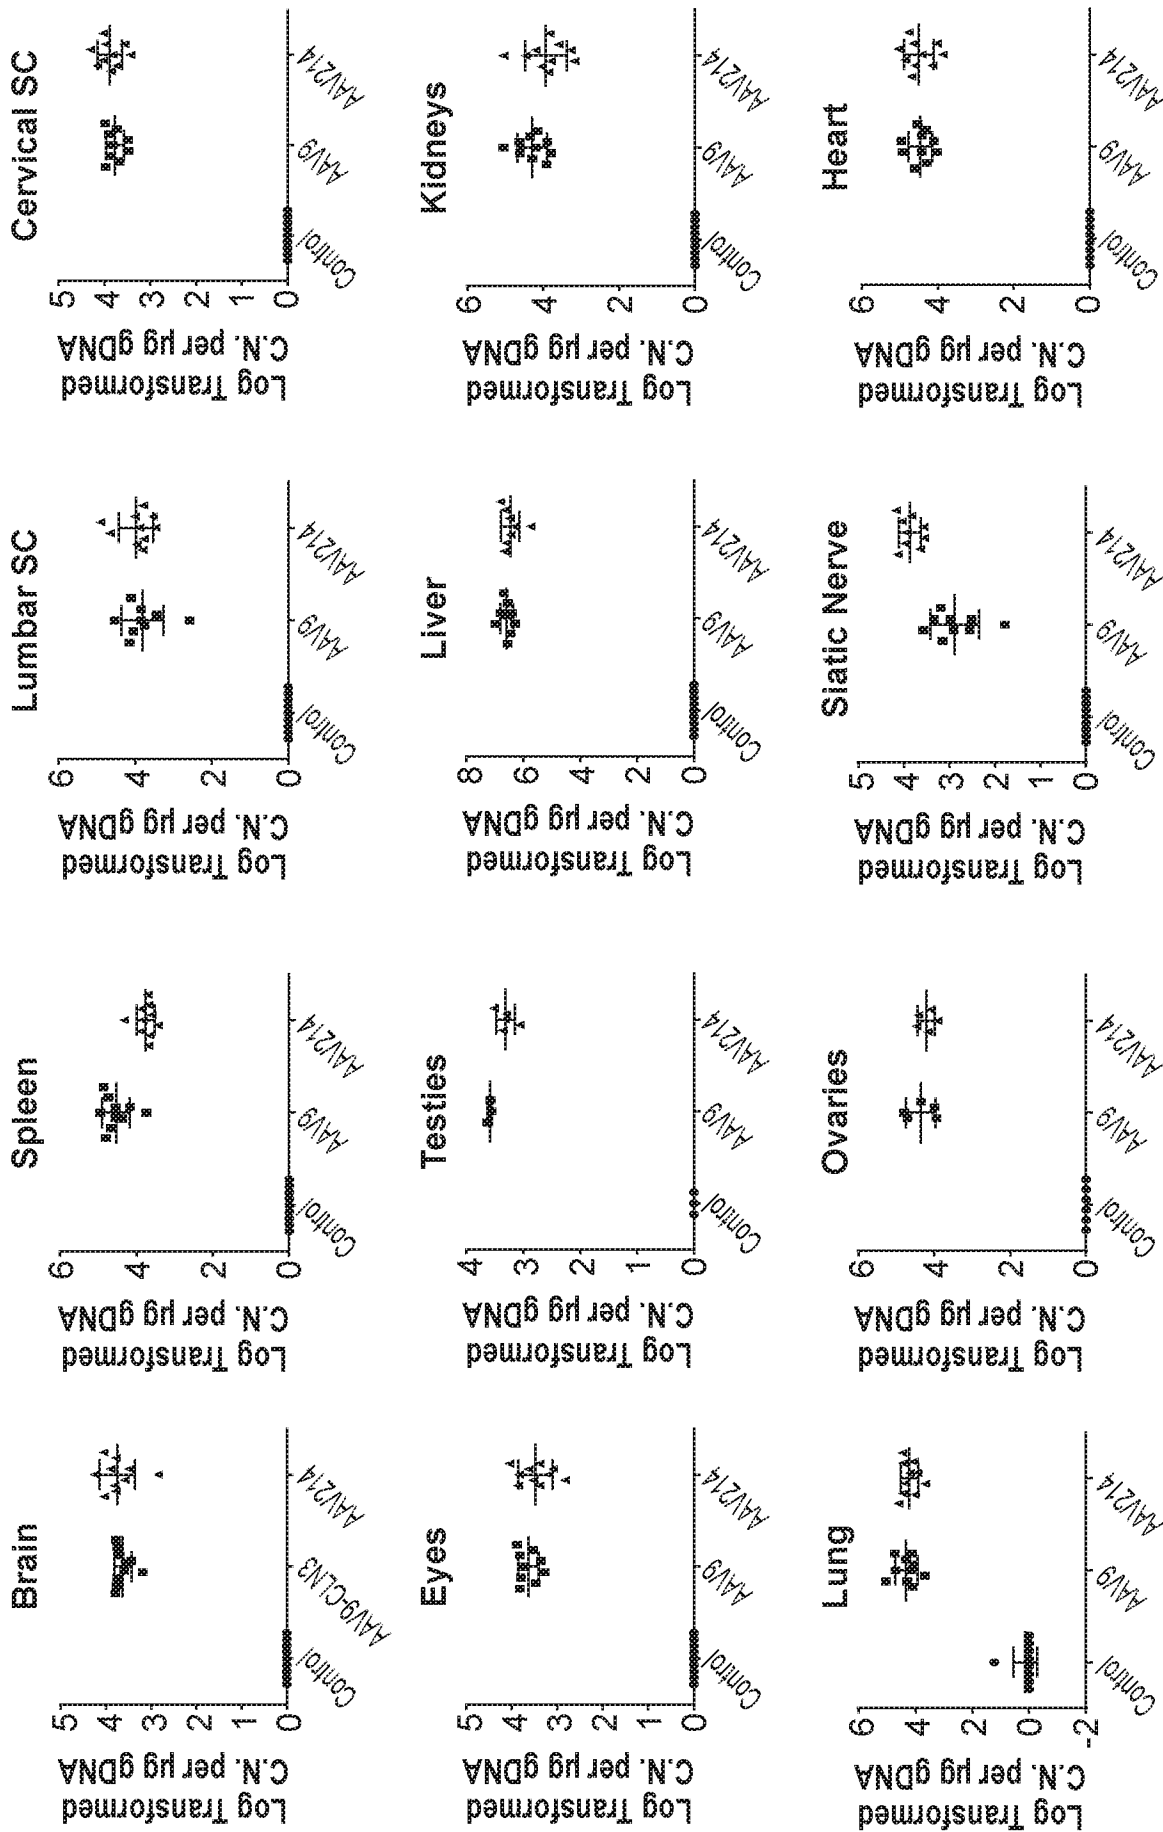 Brain
Log Transformed
C.N. per µg gDNA
5
4
3
2
1
0
Control
AAV9-CLN3
AAV214
Spleen
Log Transformed
C.N. per µg gDNA
6
4
2
0
Control
AAV9
AAV214
Lumbar SC
Log Transformed
C.N. per µg gDNA
6
4
2
0
Control
AAV9
AAV214
Cervical SC
Log Transformed
C.N. per µg gDNA
5
4
3
2
1
0
Control
AAV9
AAV214
Eyes
Log Transformed
C.N. per µg gDNA
5
4
3
2
1
0
Control
AAV9
AAV214
Testies
Log Transformed
C.N. per µg gDNA
4
3
2
1
0
Control
AAV9
AAV214
Liver
Log Transformed
C.N. per µg gDNA
8
6
4
2
0
Control
AAV9
AAV214
Kidneys
Log Transformed
C.N. per µg gDNA
6
4
2
0
Control
AAV9
AAV214
Lung
Log Transformed
C.N. per µg gDNA
6
4
2
0
-2
Control
AAV9
AAV214
Ovaries
Log Transformed
C.N. per µg gDNA
6
4
2
0
Control
AAV9
AAV214
Siatic Nerve
Log Transformed
C.N. per µg gDNA
5
4
3
2
1
0
Control
AAV9
AAV214
Heart
Log Transformed
C.N. per µg gDNA
6
4
2
0
Control
AAV9
AAV214